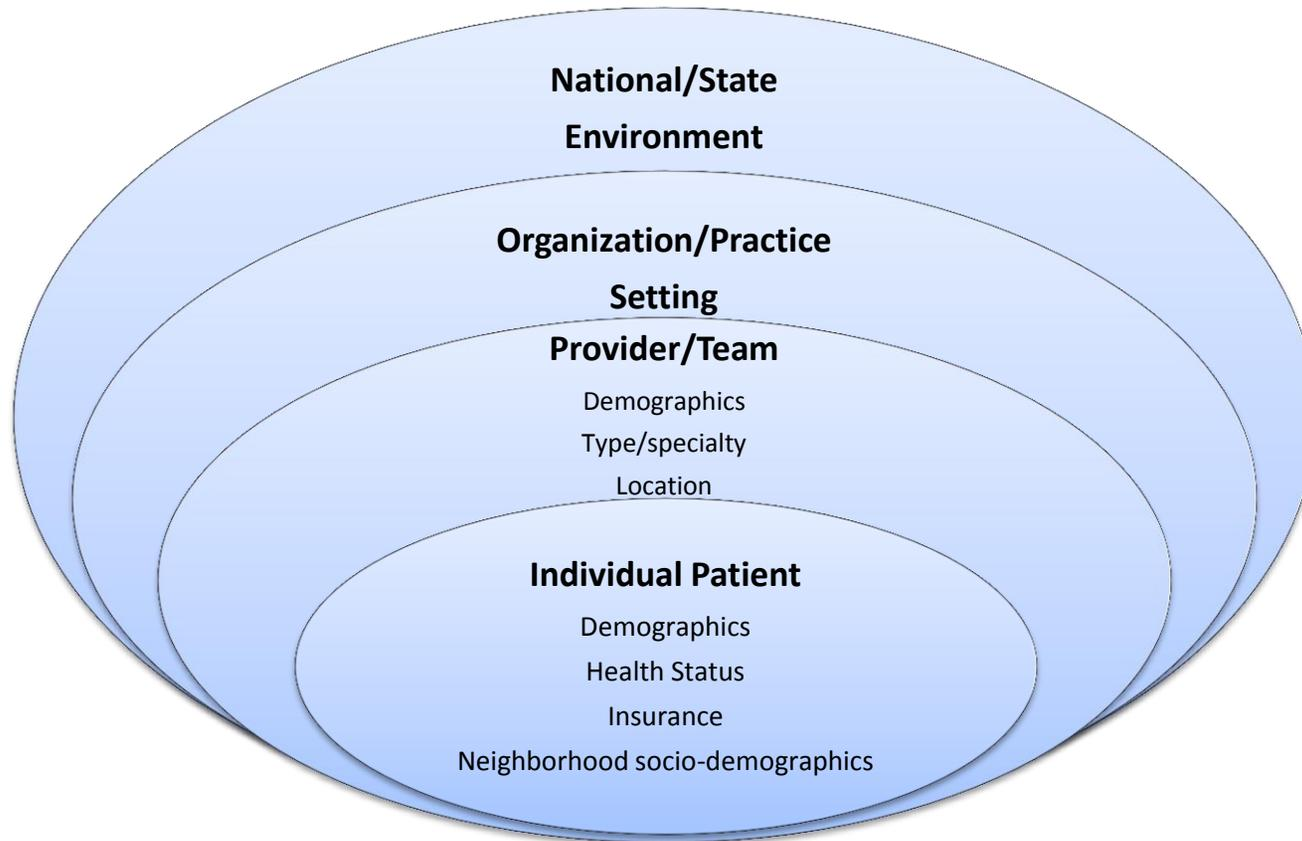 National/State
Environment
Organization/Practice
Setting
Provider/Team
Demographics
Type/specialty
Location
Individual Patient
Demographics
Health Status
Insurance
Neighborhood socio-demographics